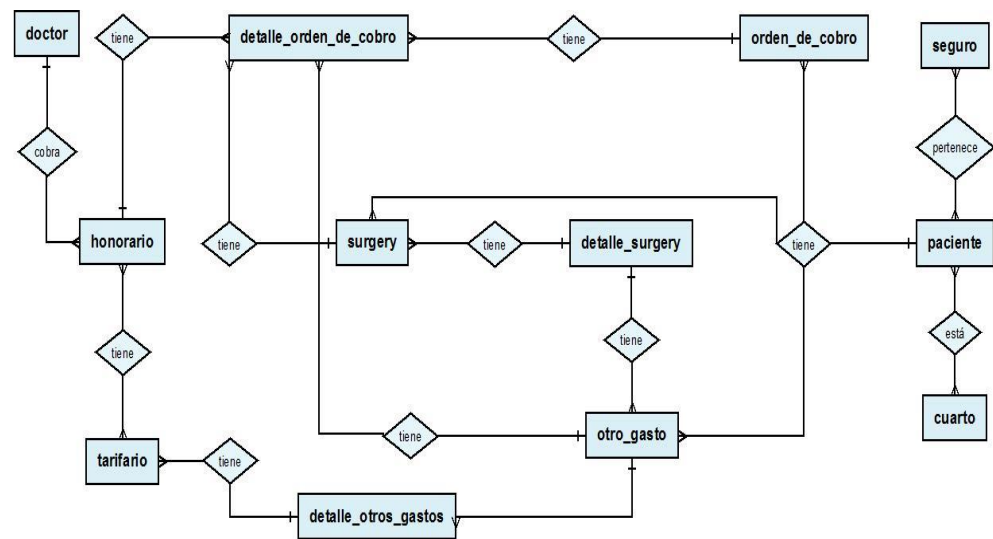 doctor
tiene
detalle_orden_de_cobro
tiene
orden_de_cobro
seguro
cobra
pertenece
honorario
tiene
surgery
tiene
detalle_surgery
tiene
paciente
tiene
tiene
está
tarifario
tiene
tiene
otro_gasto
cuarto
detalle_otros_gastos